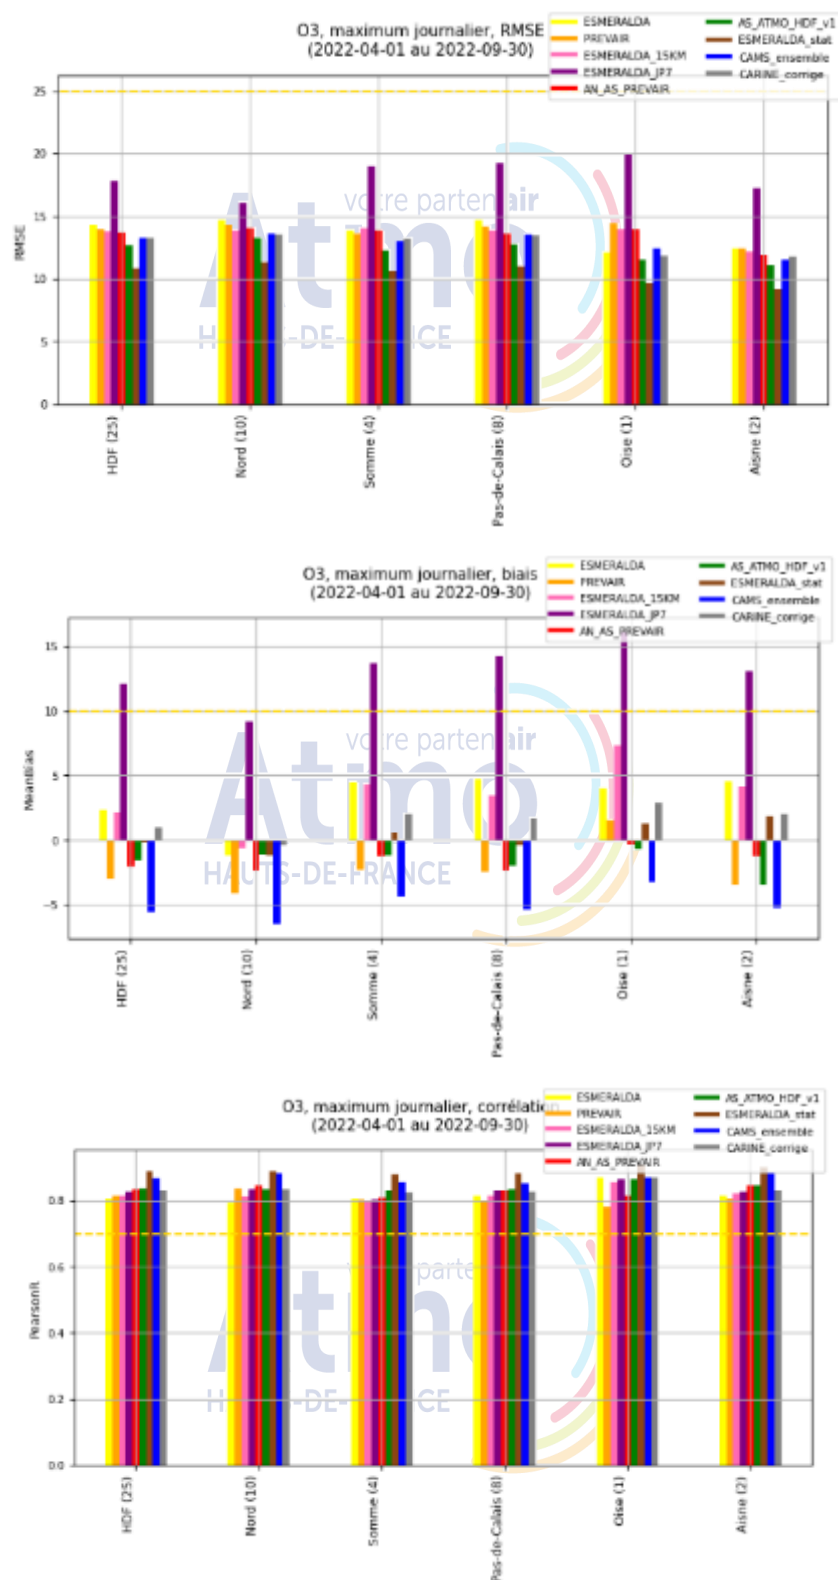 O3, maximum journalier, RMSE
(2022-04-01 au 2022-09-30)
ESMERALDA
PREVAIR
ESMERALDA_15KM
ESMERALDA_JP7
AN_AS_PREVAIR
AS_ATMO_HDF_v1
ESMERALDA_stat
CAMS_ensemble
CARINE_corrige
25
20
15
10
5
0
RMSE
votre partenair
Atmo
HAUTS-DE-FRANCE
HDF (25)
Nord (10)
Somme (4)
Pas-de-Calais (8)
Oise (1)
Aisne (2)
O3, maximum journalier, biais
(2022-04-01 au 2022-09-30)
ESMERALDA
PREVAIR
ESMERALDA_15KM
ESMERALDA_JP7
AN_AS_PREVAIR
AS_ATMO_HDF_v1
ESMERALDA_stat
CAMS_ensemble
CARINE_corrige
15
10
5
0
−5
MeanBias
votre partenair
Atmo
HAUTS-DE-FRANCE
HDF (25)
Nord (10)
Somme (4)
Pas-de-Calais (8)
Oise (1)
Aisne (2)
O3, maximum journalier, corrélation
(2022-04-01 au 2022-09-30)
ESMERALDA
PREVAIR
ESMERALDA_15KM
ESMERALDA_JP7
AN_AS_PREVAIR
AS_ATMO_HDF_v1
ESMERALDA_stat
CAMS_ensemble
CARINE_corrige
0.8
0.6
0.4
0.2
0.0
PearsonR
votre parte
Atmo
HAUTS-DE-FRANCE
HDF (25)
Nord (10)
Somme (4)
Pas-de-Calais (8)
Oise (1)
Aisne (2)